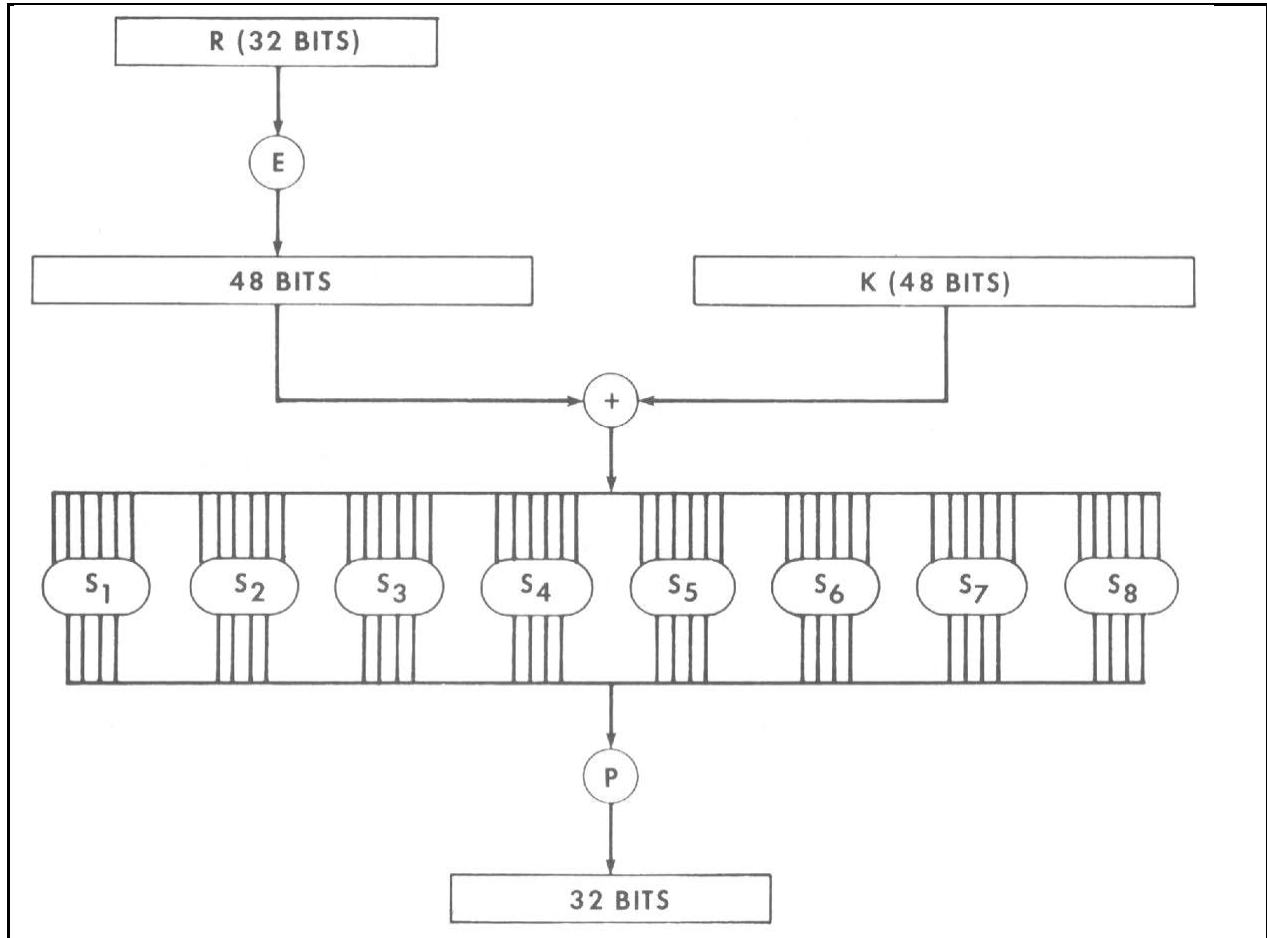 R (32 BITS)
E
48 BITS
K (48 BITS)
+
S1
S2
S3
S4
S5
S6
S7
S8
P
32 BITS